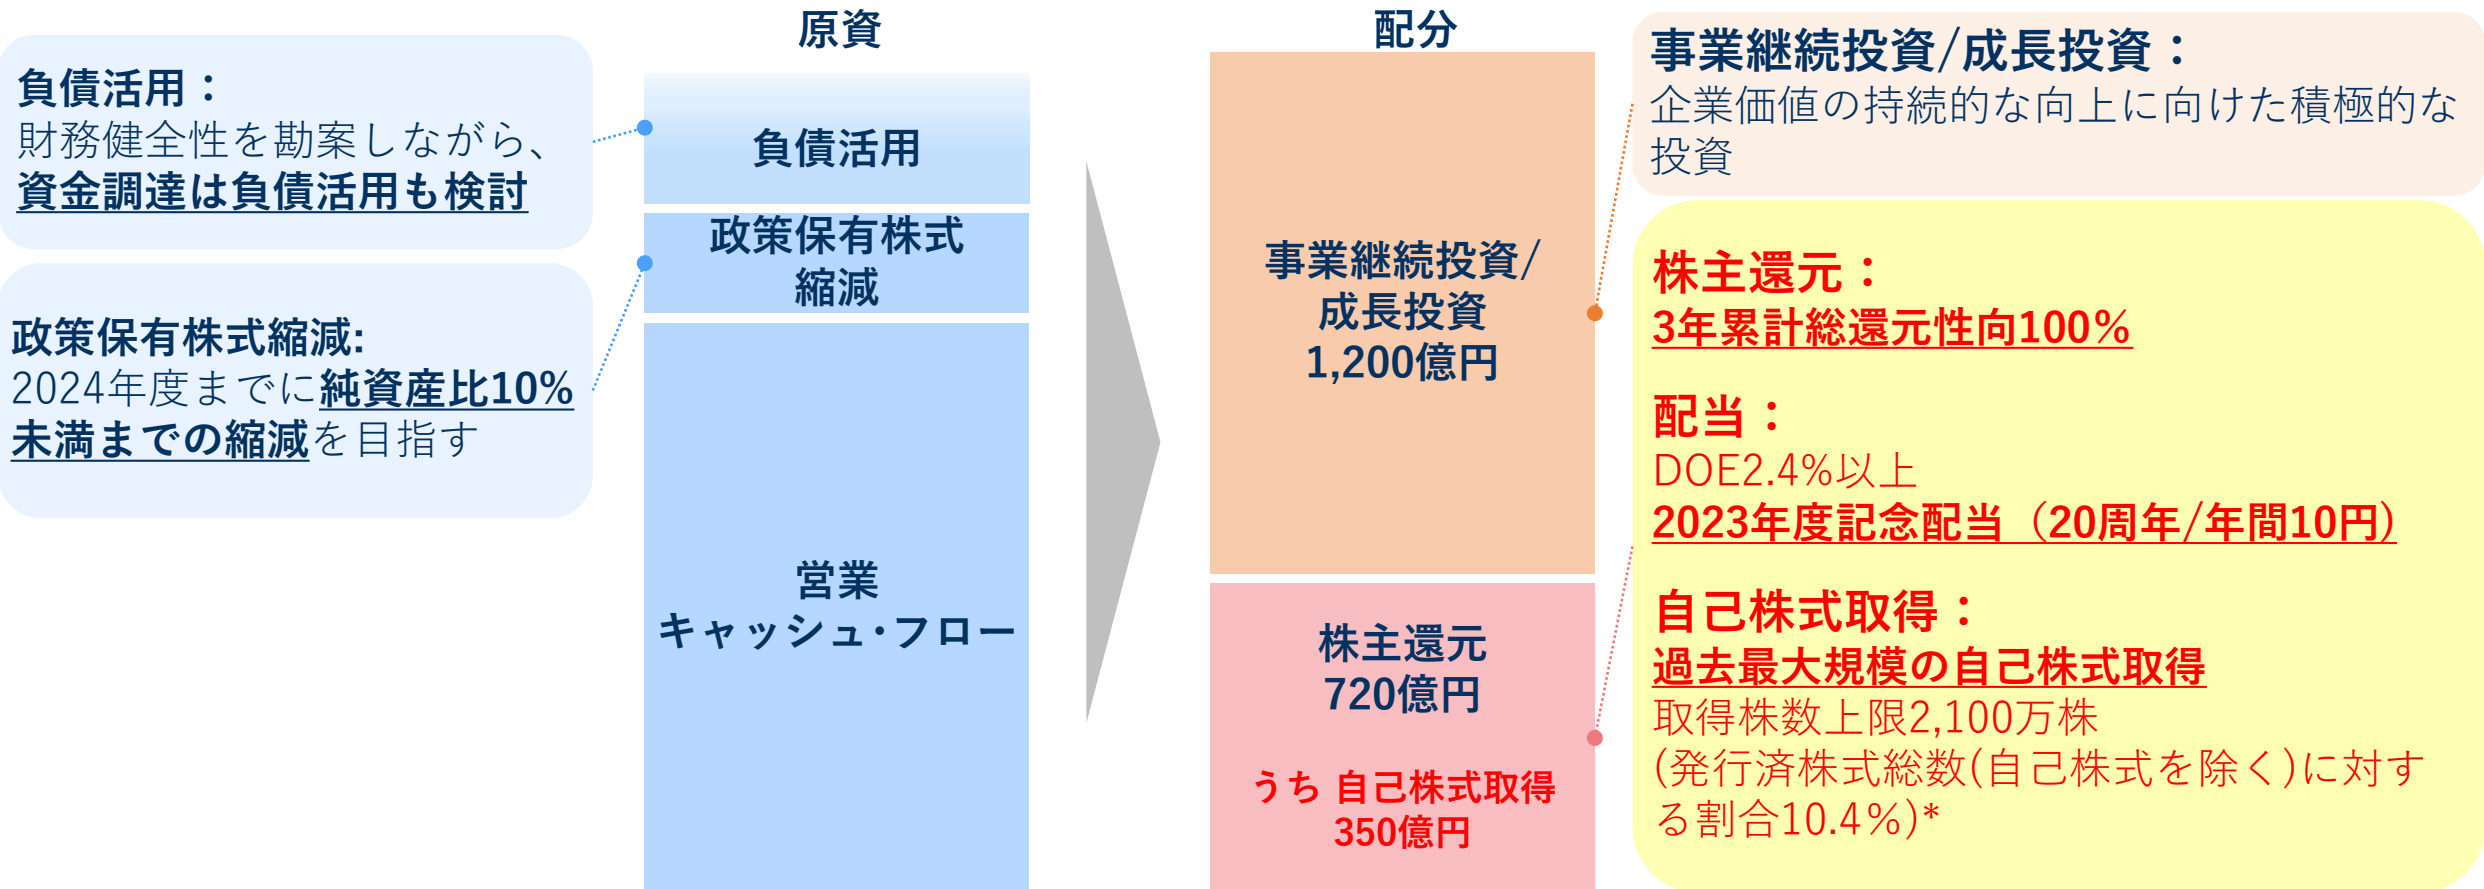 原資
配分
負債活用：
財務健全性を勘案しながら、
資金調達は負債活用も検討
政策保有株式縮減:
2024年度までに純資産比10%
未満までの縮減を目指す
負債活用
政策保有株式
縮減
営業
キャッシュ･フロー
事業継続投資/
成長投資
1,200億円
株主還元
720億円
うち 自己株式取得
350億円
事業継続投資/成長投資：
企業価値の持続的な向上に向けた積極的な
投資
株主還元：
3年累計総還元性向100％
配当：
DOE2.4%以上
2023年度記念配当（20周年/年間10円）
自己株式取得：
過去最大規模の自己株式取得
取得株数上限2,100万株
(発行済株式総数(自己株式を除く)に対す
る割合10.4％)*